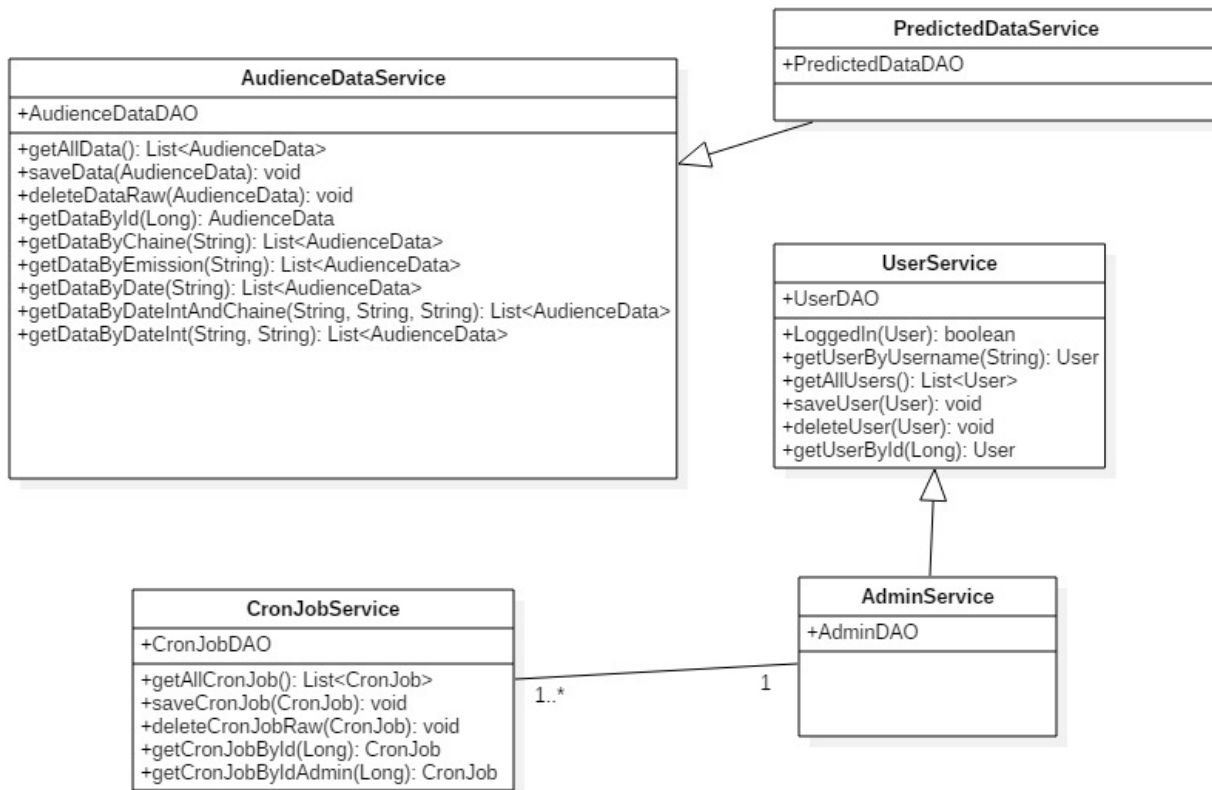 PredictedDataService
+PredictedDataDAO
AudienceDataService
+AudienceDataDAO
+getAllData(): List<AudienceData>
+saveData(AudienceData): void
+deleteDataRaw(AudienceData): void
+getDataById(Long): AudienceData
+getDataByChaine(String): List<AudienceData>
+getDataByEmission(String): List<AudienceData>
+getDataByDate(String): List<AudienceData>
+getDataByDateIntAndChaine(String, String, String): List<AudienceData>
+getDataByDateInt(String, String): List<AudienceData>
UserService
+UserDAO
+LoggedIn(User): boolean
+getUserByUsername(String): User
+getAllUsers(): List<User>
+saveUser(User): void
+deleteUser(User): void
+getUserById(Long): User
CronJobService
+CronJobDAO
+getAllCronJob(): List<CronJob>
+saveCronJob(CronJob): void
+deleteCronJobRaw(CronJob): void
+getCronJobById(Long): CronJob
+getCronJobByIdAdmin(Long): CronJob
1..*
1
AdminService
+AdminDAO